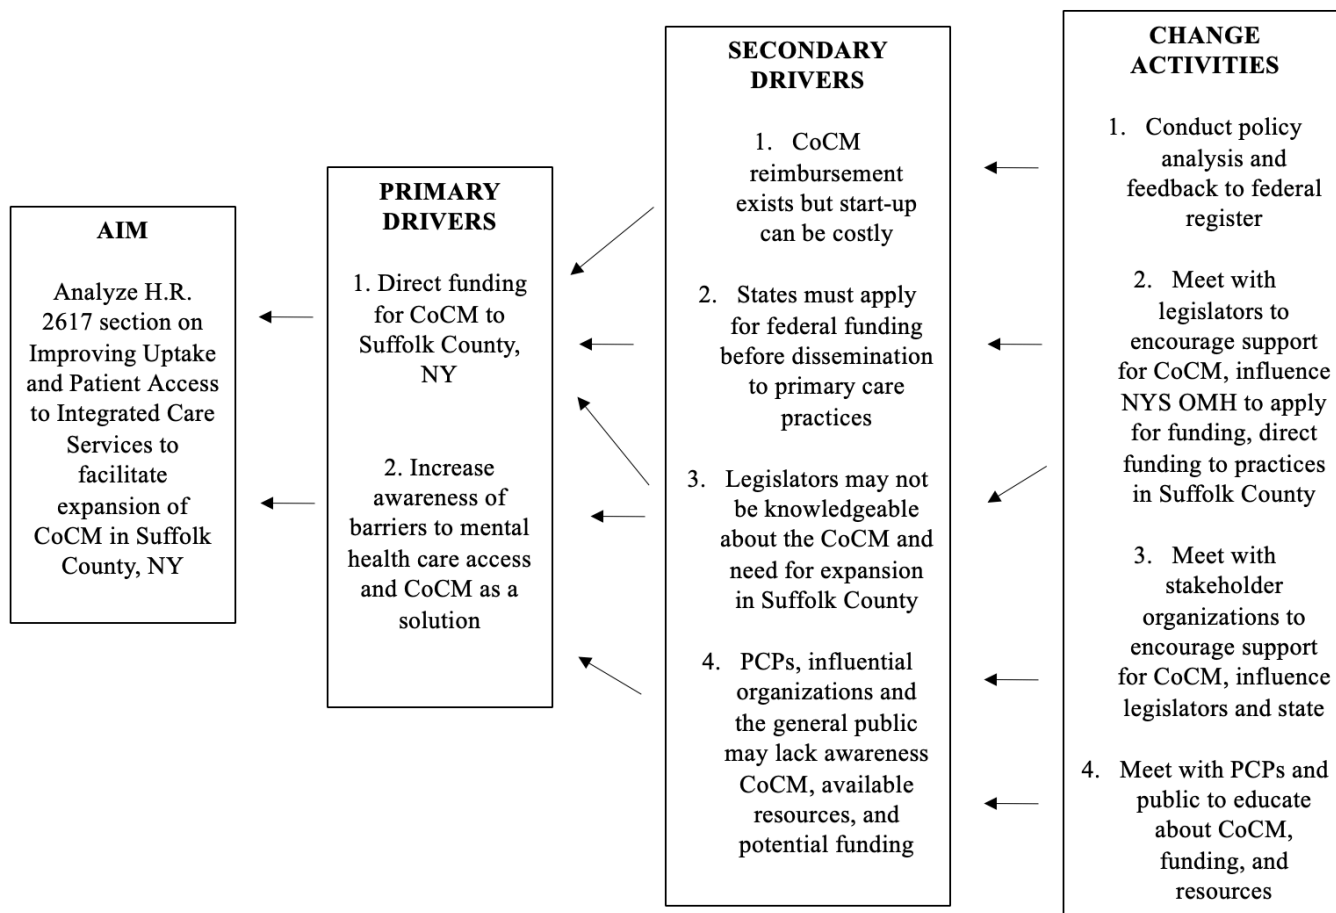 AIM
Analyze H.R.
2617 section on
Improving Uptake
and Patient Access
to Integrated Care
Services to
facilitate
expansion of
CoCM in Suffolk
County, NY
PRIMARY
DRIVERS
1. Direct funding
for CoCM to
Suffolk County,
NY
2. Increase
awareness of
barriers to mental
health care access
and CoCM as a
solution
SECONDARY
DRIVERS
1. CoCM
reimbursement
exists but start-up
can be costly
2. States must apply
for federal funding
before dissemination
to primary care
practices
3. Legislators may not
be knowledgeable
about the CoCM and
need for expansion
in Suffolk County
4. PCPs, influential
organizations and
the general public
may lack awareness
CoCM, available
resources, and
potential funding
CHANGE
ACTIVITIES
1. Conduct policy
analysis and
feedback to federal
register
2. Meet with
legislators to
encourage support
for CoCM, influence
NYS OMH to apply
for funding, direct
funding to practices
in Suffolk County
3. Meet with
stakeholder
organizations to
encourage support
for CoCM, influence
legislators and state
4. Meet with PCPs and
public to educate
about CoCM,
funding, and
resources